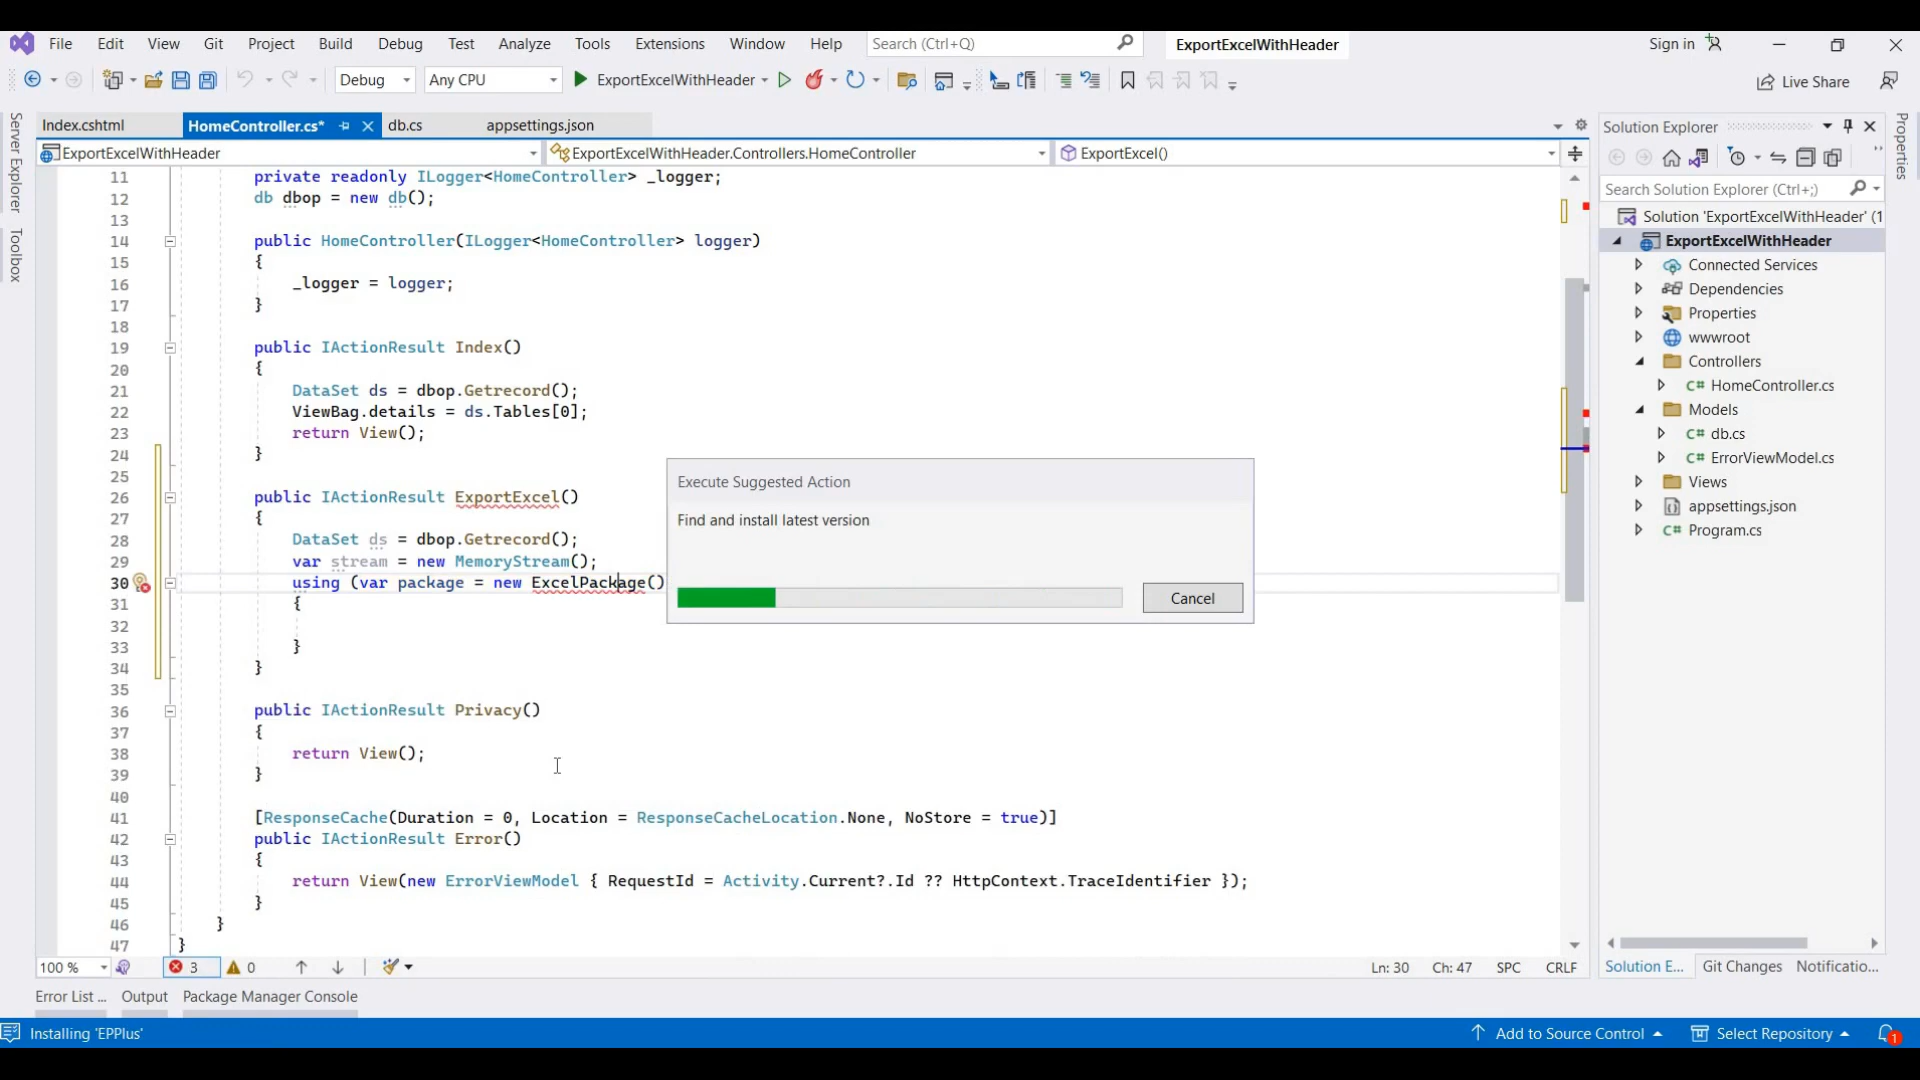 File Edit View Git Project Build Debug Test Analyze Tools Extensions Window Help Search (Ctrl+Q) ExportExcelWithHeader Sign in
Debug Any CPU ExportExcelWithHeader Live Share
Index.cshtml HomeController.cs* db.cs appsettings.json
ExportExcelWithHeader ExportExcelWithHeader.Controllers.HomeController ExportExcel()
Server Explorer
Toolbox
11 private readonly ILogger<HomeController> _logger;
12 db dbop = new db();
13
14 public HomeController(ILogger<HomeController> logger)
15 {
16 _logger = logger;
17 }
18
19 public IActionResult Index()
20 {
21 DataSet ds = dbop.Getrecord();
22 ViewBag.details = ds.Tables[0];
23 return View();
24 }
25
26 public IActionResult ExportExcel()
27 {
28 DataSet ds = dbop.Getrecord();
29 var stream = new MemoryStream();
30 using (var package = new ExcelPackage()
31 {
32
33 }
34 }
35
36 public IActionResult Privacy()
37 {
38 return View();
39 }
40
41 [ResponseCache(Duration = 0, Location = ResponseCacheLocation.None, NoStore = true)]
42 public IActionResult Error()
43 {
44 return View(new ErrorViewModel { RequestId = Activity.Current?.Id ?? HttpContext.TraceIdentifier });
45 }
46 }
47 }
Execute Suggested Action
Find and install latest version
Cancel
Solution Explorer
Search Solution Explorer (Ctrl+;)
Solution 'ExportExcelWithHeader' (1
ExportExcelWithHeader
Connected Services
Dependencies
Properties
wwwroot
Controllers
C# HomeController.cs
Models
C# db.cs
C# ErrorViewModel.cs
Views
appsettings.json
C# Program.cs
Properties
100 % 3 0 Ln: 30 Ch: 47 SPC CRLF
Solution E... Git Changes Notificatio...
Error List ... Output Package Manager Console
Installing 'EPPlus' Add to Source Control Select Repository 1